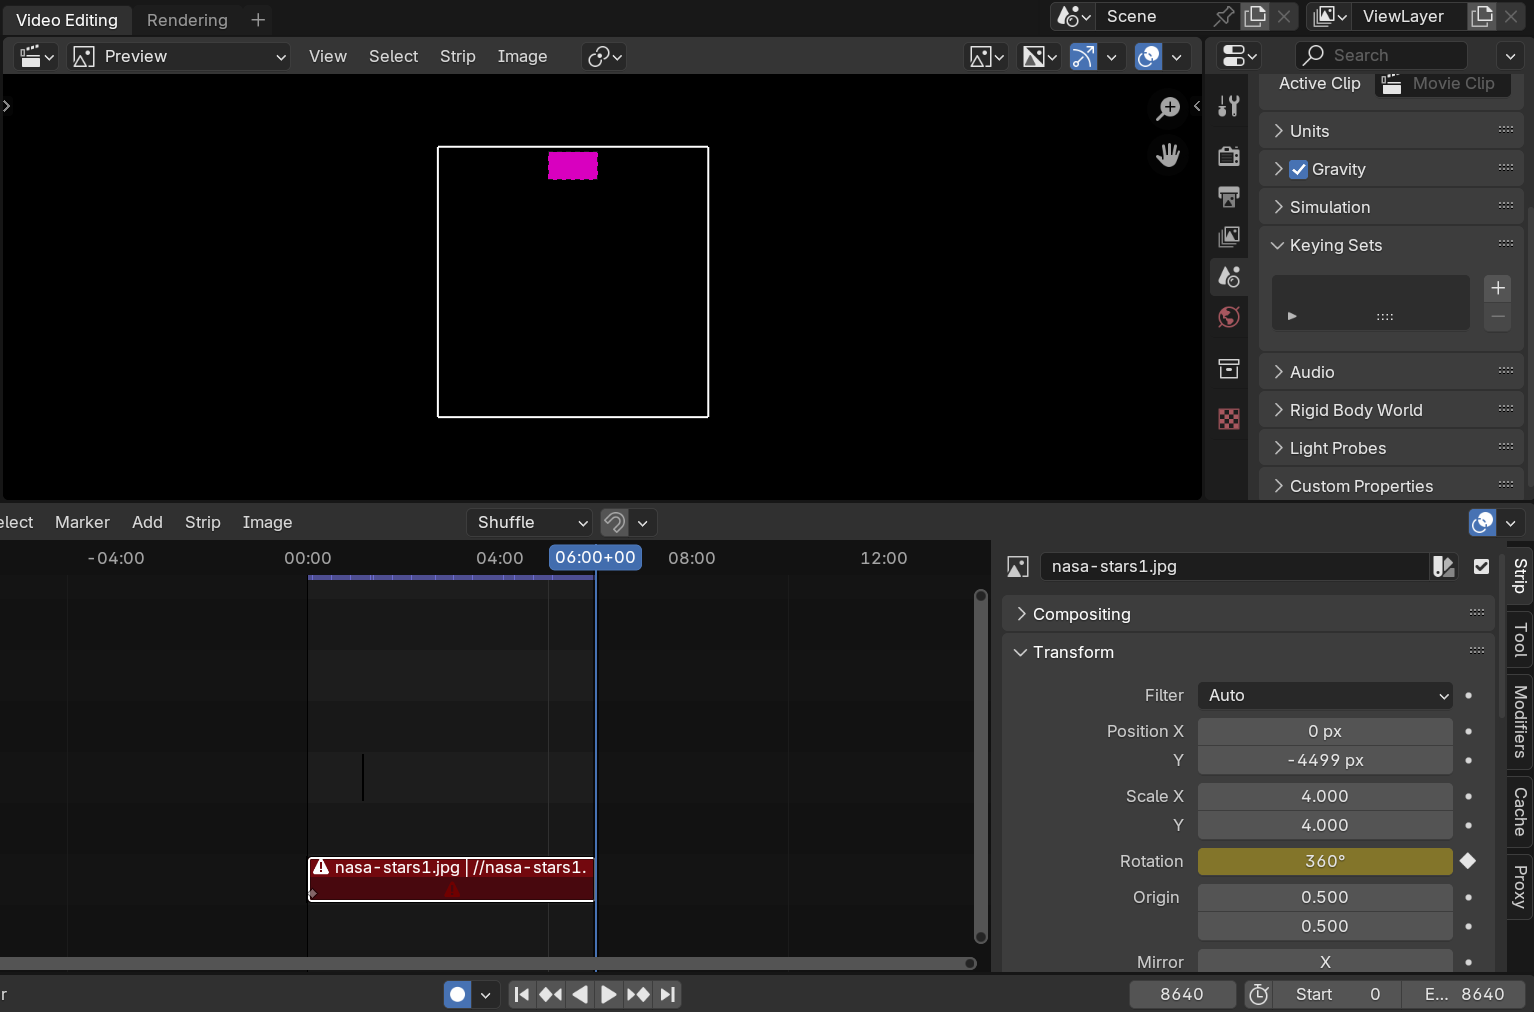 Video Editing Rendering
Scene
ViewLayer
Preview
View Select Strip Image
Search
Active Clip Movie Clip
Units
Gravity
Simulation
Keying Sets
Audio
Rigid Body World
Light Probes
Custom Properties
elect Marker Add Strip Image
Shuffle
-04:00 00:00 04:00 06:00+00 08:00 12:00
nasa-stars1.jpg | //nasa-stars1.
nasa-stars1.jpg
Compositing
Transform
Filter Auto
Position X 0 px
Y -4499 px
Scale X 4.000
Y 4.000
Rotation 360°
Origin 0.500
0.500
Mirror X
Strip
Tool
Modifiers
Cache
Proxy
r
8640
Start 0
E... 8640